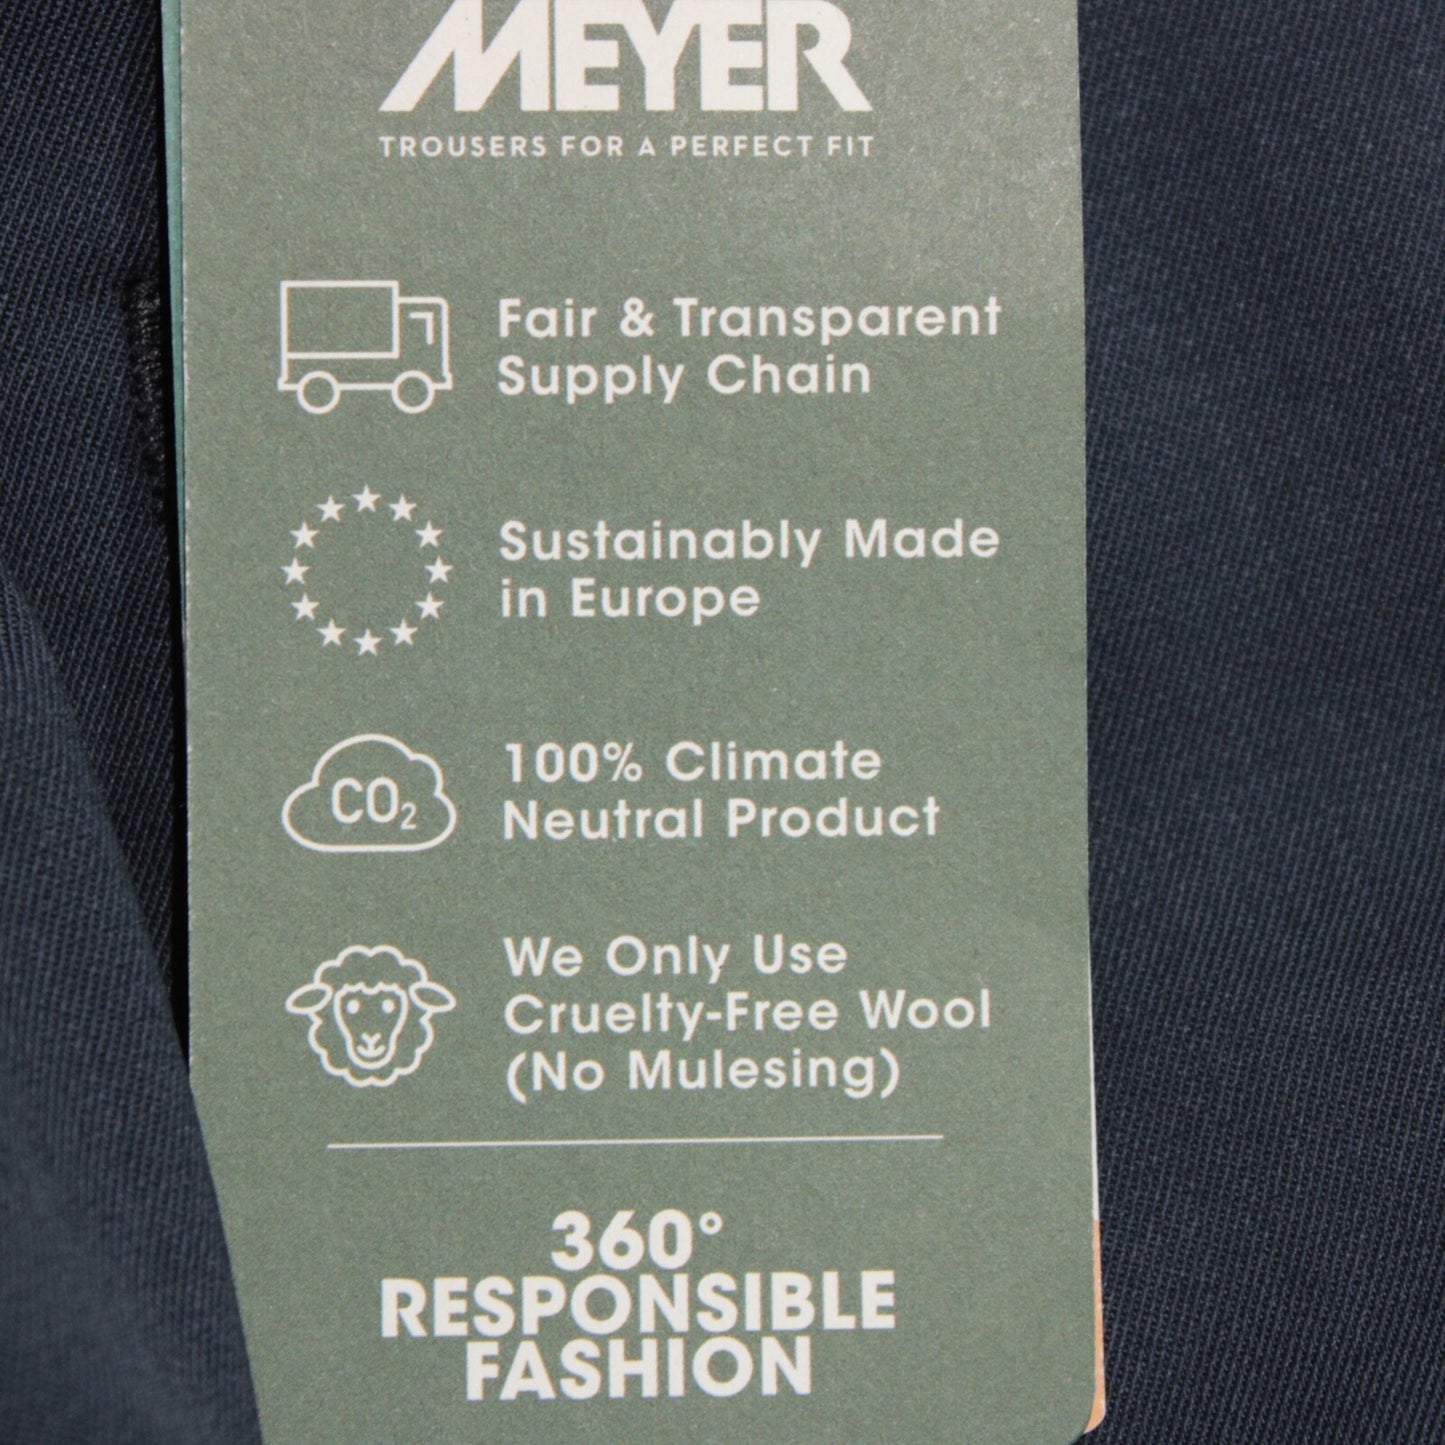 MEYER
TROUSERS FOR A PERFECT FIT
Fair & Transparent
Supply Chain
Sustainably Made
in Europe
CO₂
100% Climate
Neutral Product
We Only Use
Cruelty-Free Wool
(No Mulesing)
360°
RESPONSIBLE
FASHION